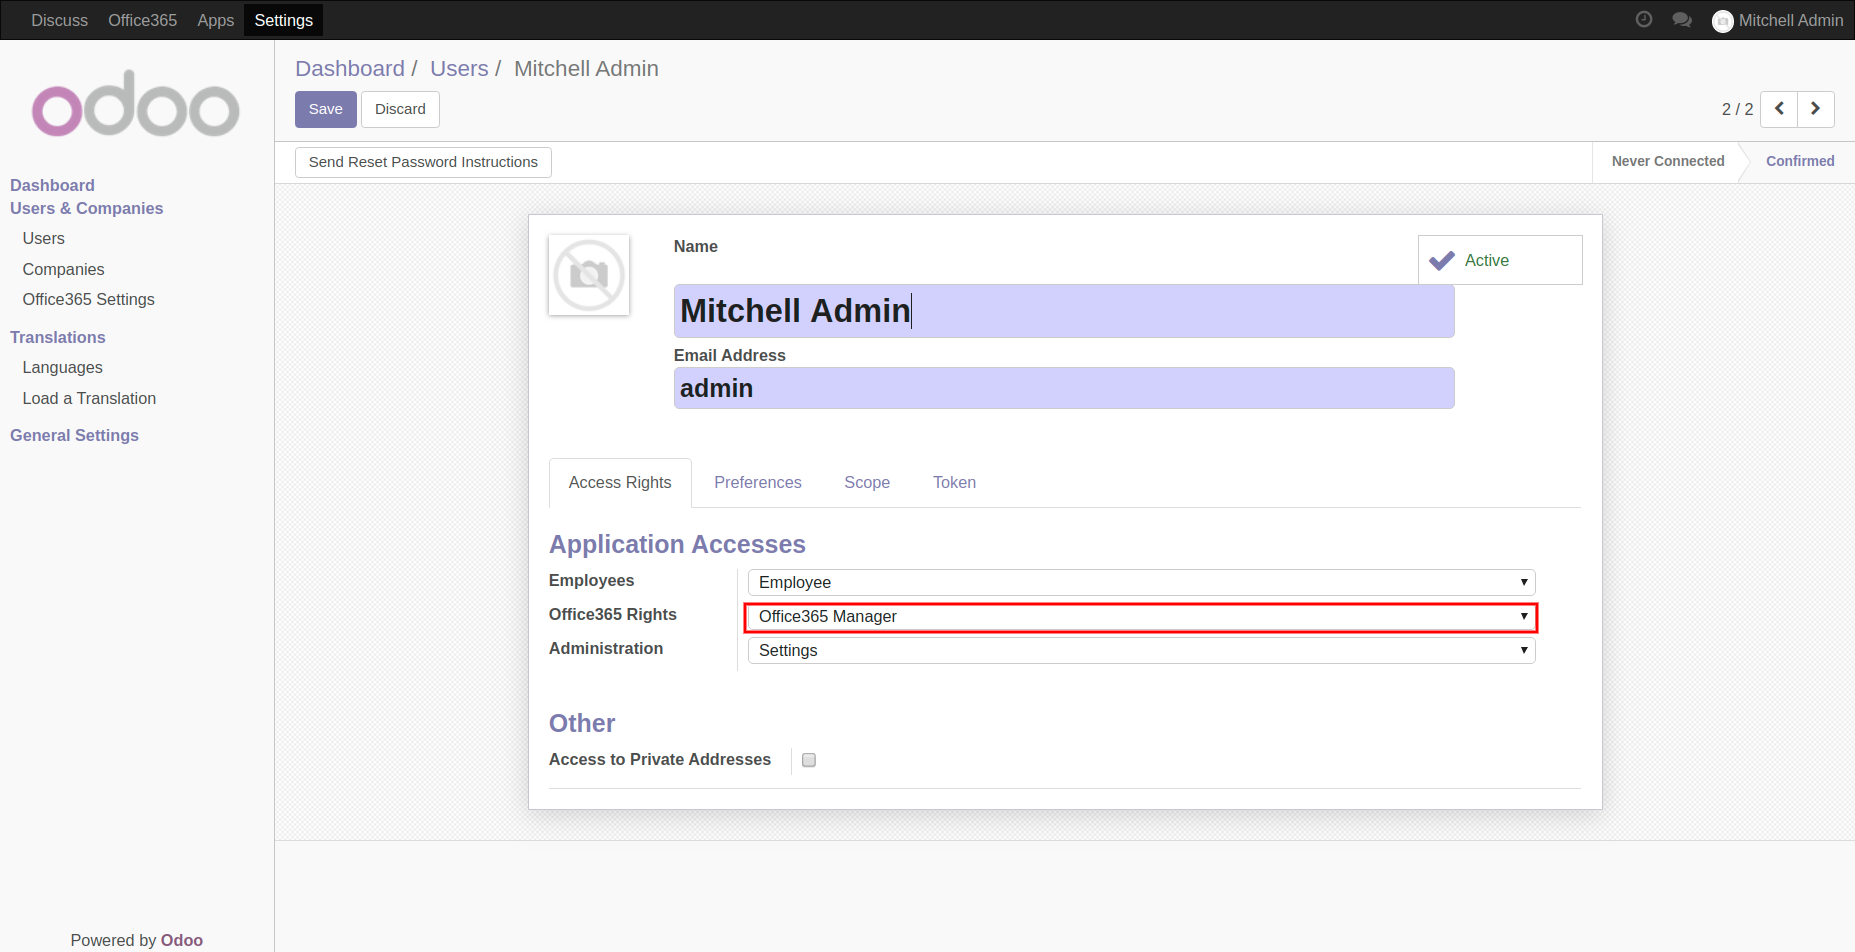 Discuss Office365 Apps Settings Mitchell Admin
odoo
Dashboard
Users & Companies
Users
Companies
Office365 Settings
Translations
Languages
Load a Translation
General Settings
Powered by Odoo
Dashboard / Users / Mitchell Admin
Save Discard 2 / 2
Send Reset Password Instructions Never Connected Confirmed
Name
Active
Mitchell Admin
Email Address
admin
Access Rights Preferences Scope Token
Application Accesses
Employees Employee
Office365 Rights Office365 Manager
Administration Settings
Other
Access to Private Addresses